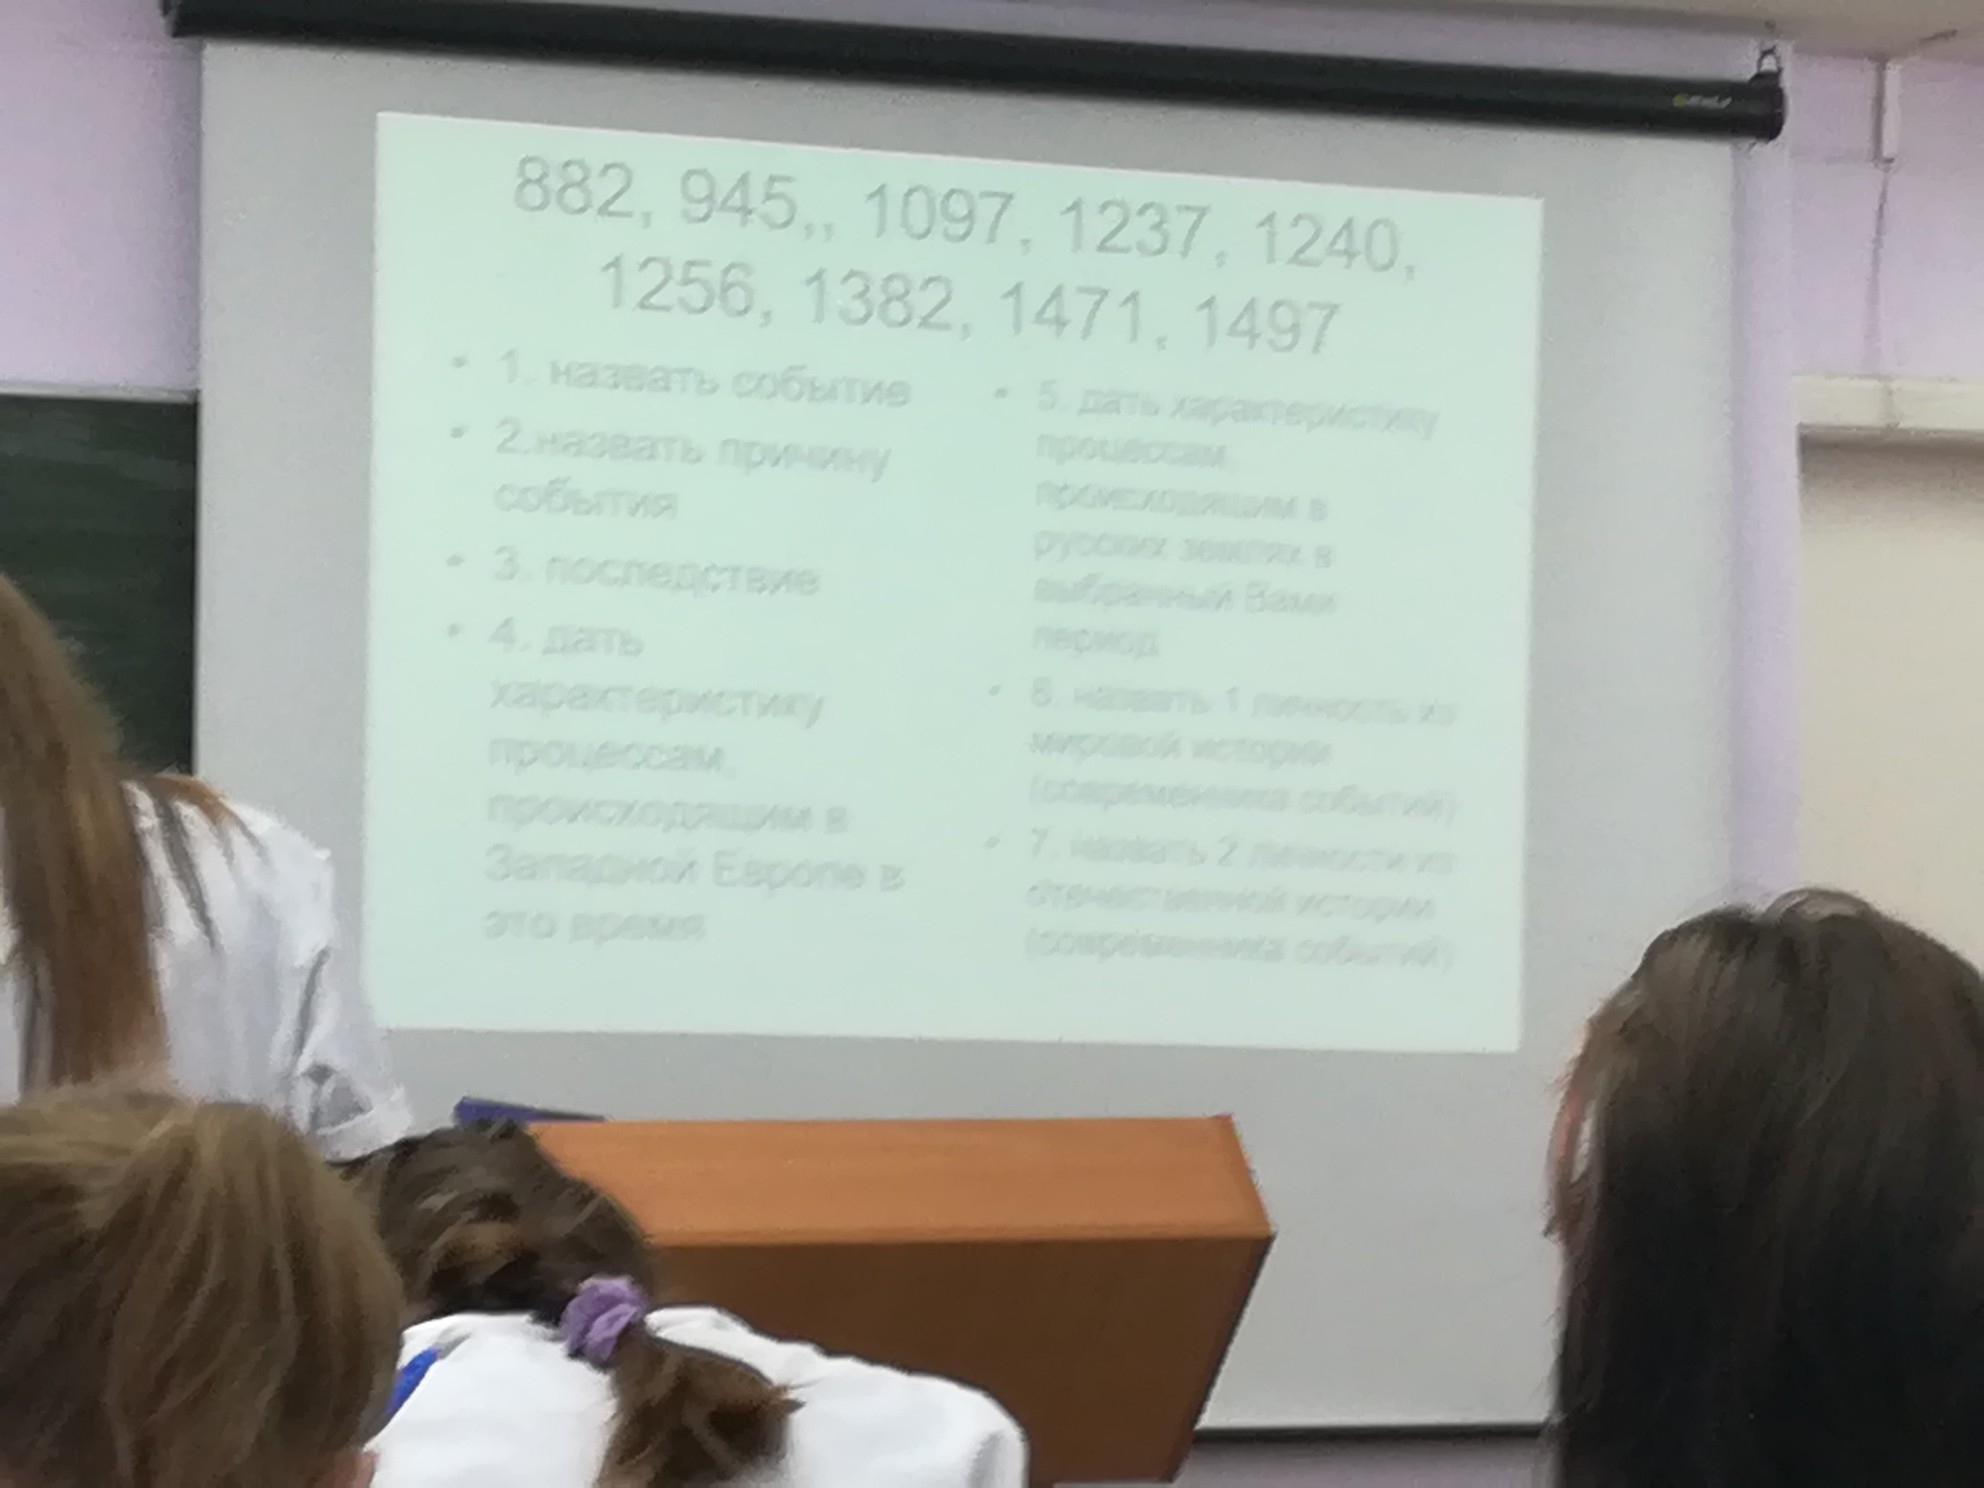 882, 945,, 1097, 1237, 1240,
1256, 1382, 1471, 1497
• 1. назвать событие
• 2.назвать причину
события
• 3. последствие
• 4. дать
характеристику
процессам,
происходящим в
Западной Европе в
это время
• 5. дать характеристику
процессам,
происходящим в
русских землях в
выбранный Вами
период
• 6. назвать 1 личность из
мировой истории
(современника событий)
• 7. назвать 2 личности из
отечественной истории
(современника событий)